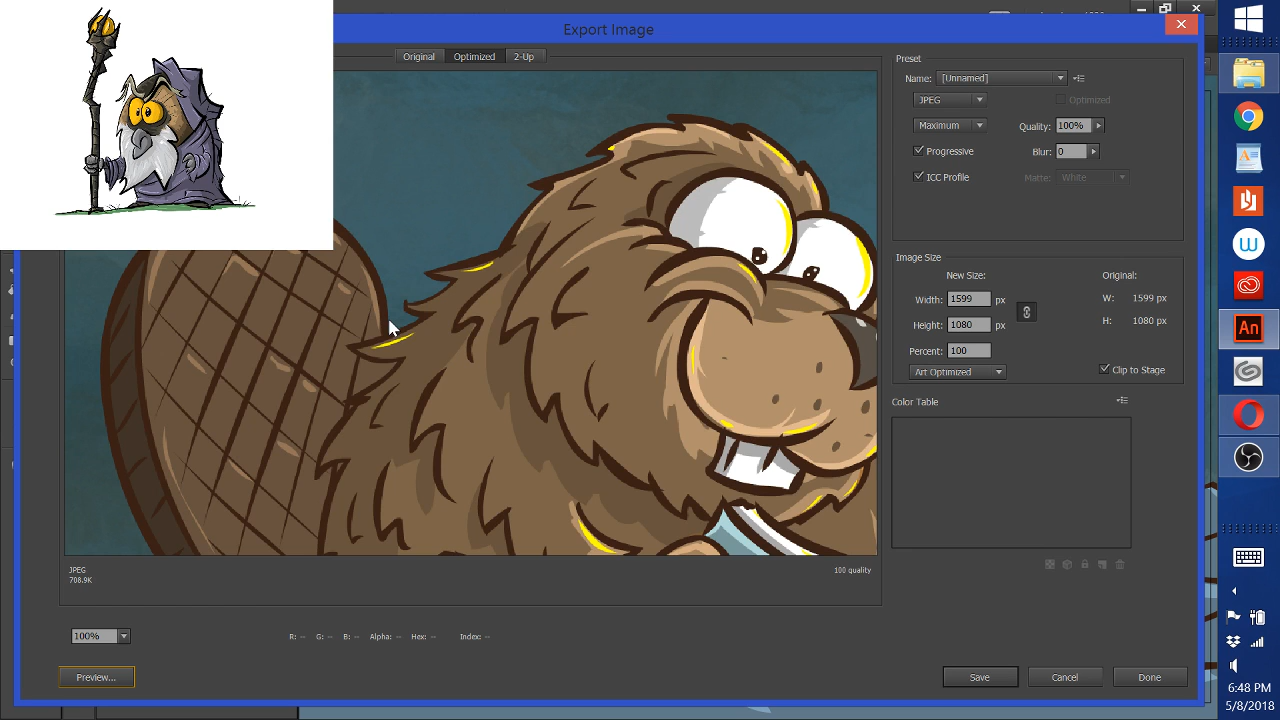 Export Image
Original
Optimized
2-Up
Preset
Name:
[Unnamed]
JPEG
Optimized
Maximum
Quality:
100%
Progressive
Blur:
0
ICC Profile
Matte:
White
Image Size
New Size:
Original:
Width:
1599
px
W:
1599 px
Height:
1080
px
H:
1080 px
Percent:
100
Art Optimized
Clip to Stage
Color Table
JPEG
708.9K
100 quality
100%
R: --
G: --
B: --
Alpha: --
Hex: --
Index: --
Preview...
Save
Cancel
Done
An
6:48 PM
5/8/2018